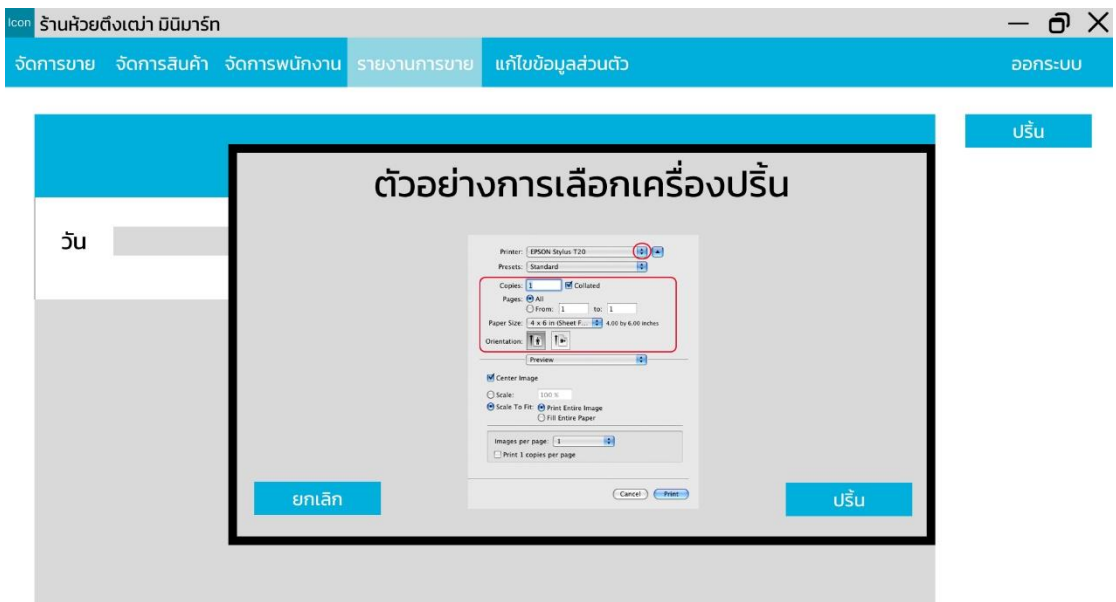 Icon ร้านห้วยตึงเฒ่า มินิมาร์ท
จัดการขาย จัดการสินค้า จัดการพนักงาน รายงานการขาย แก้ไขข้อมูลส่วนตัว ออกระบบ
ปริ้น
ตัวอย่างการเลือกเครื่องปริ้น
วัน
Printer: EPSON Stylus T20
Presets: Standard
Copies: 1 Collated
Pages: All
From: 1 to: 1
Paper Size: 4 x 6 in (Sheet F... 4.00 by 6.00 inches
Orientation:
Preview
Center Image
Scale: 100 %
Scale To Fit: Print Entire Image
Fill Entire Paper
Images per page: 1
Print 1 copies per page
Cancel Print
ยกเลิก ปริ้น